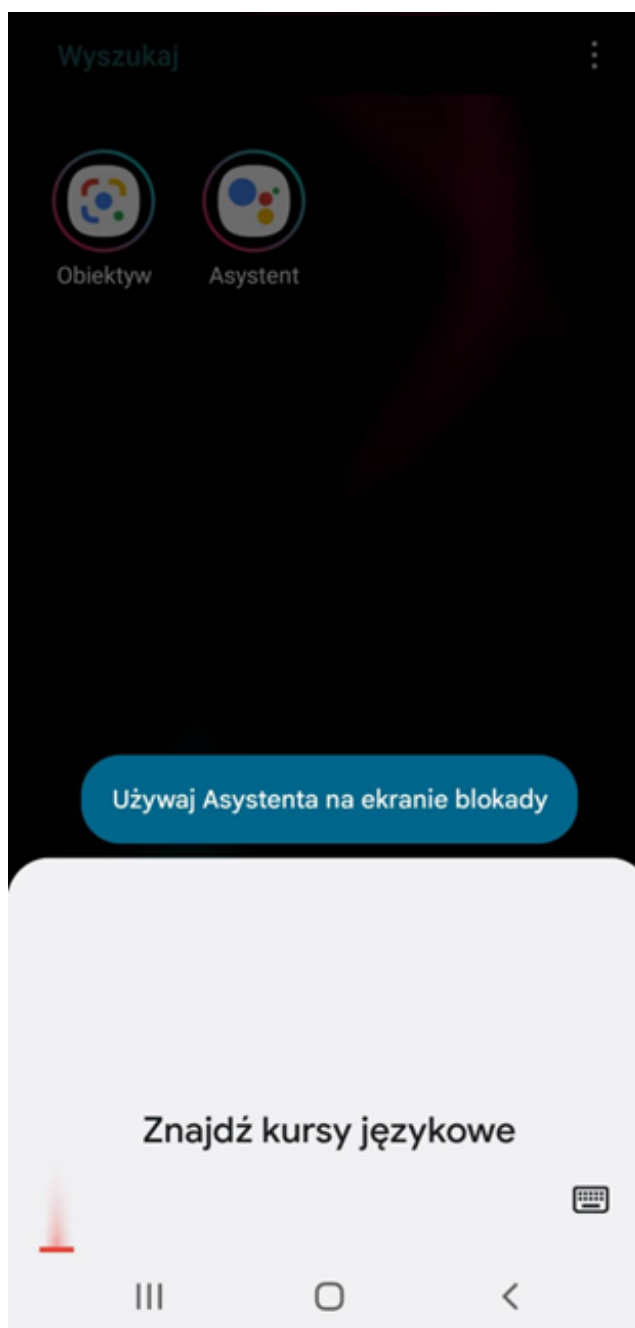 Wyszukaj
Obiektyw Asystent
Używaj Asystenta na ekranie blokady
Znajdź kursy językowe